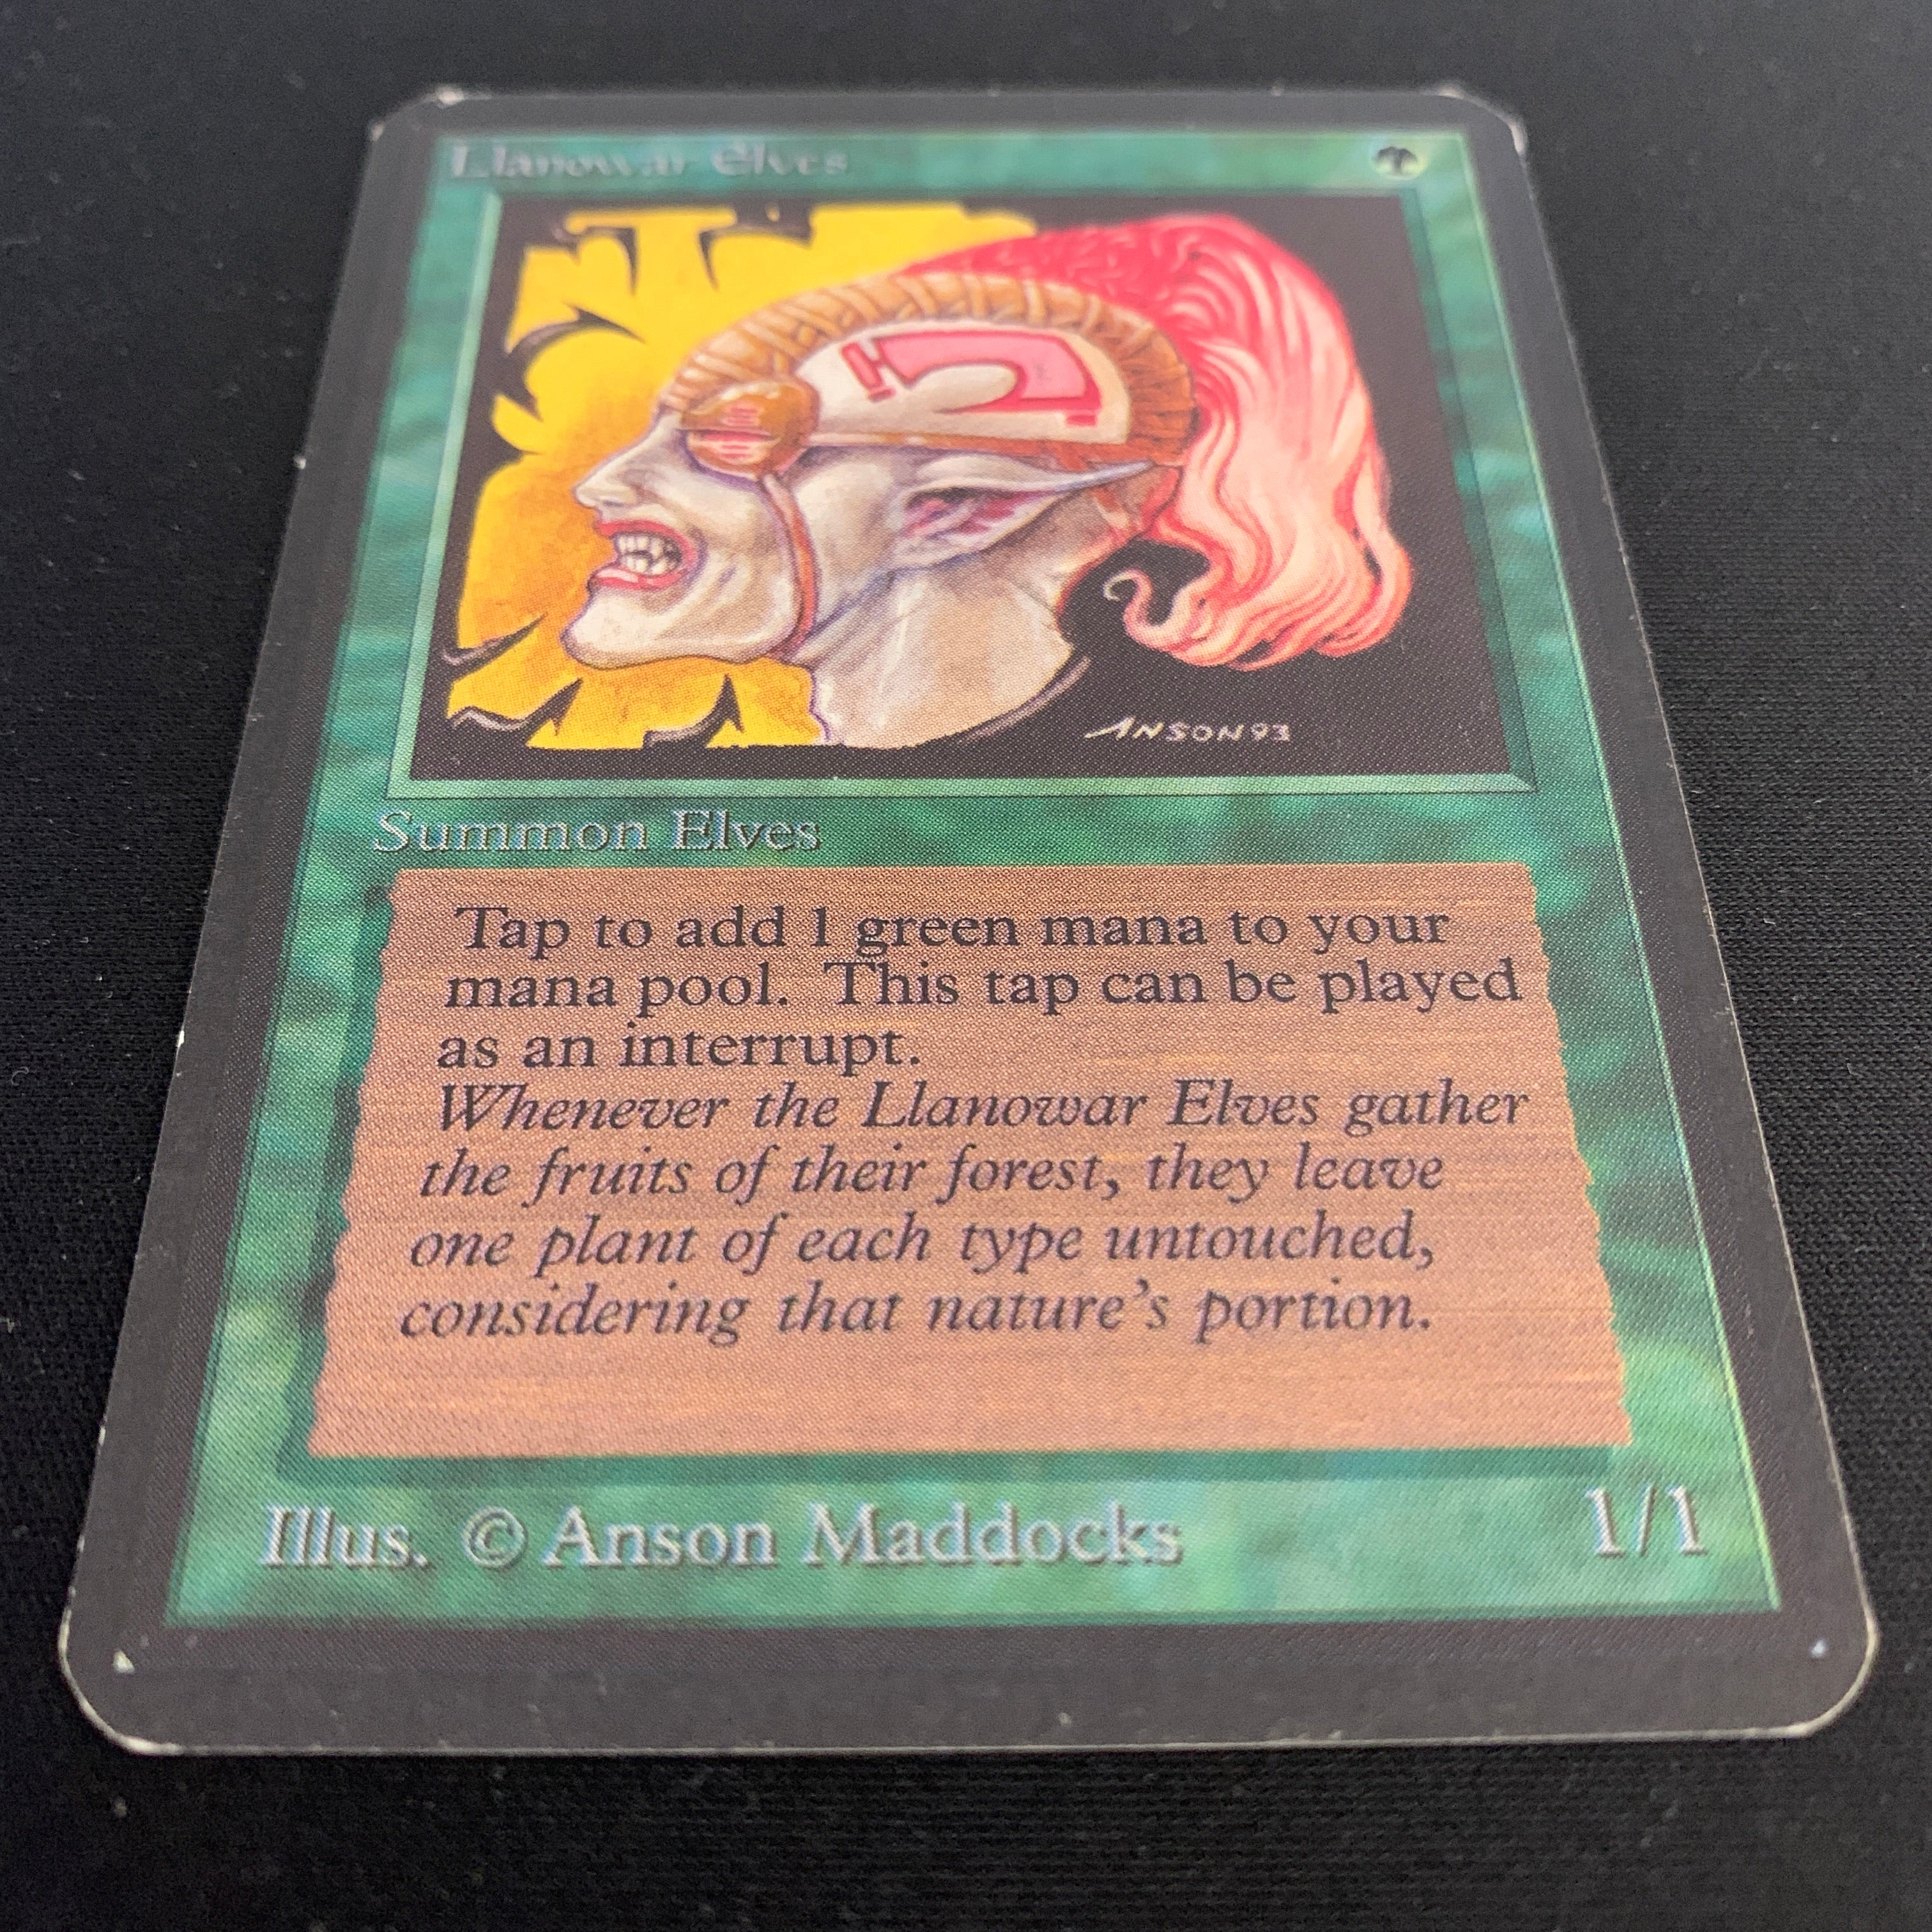 Llanowar Elves
ANSON93
Summon Elves
Tap to add 1 green mana to your
mana pool. This tap can be played
as an interrupt.
Whenever the Llanowar Elves gather
the fruits of their forest, they leave
one plant of each type untouched,
considering that nature's portion.
Illus. © Anson Maddocks
1/1